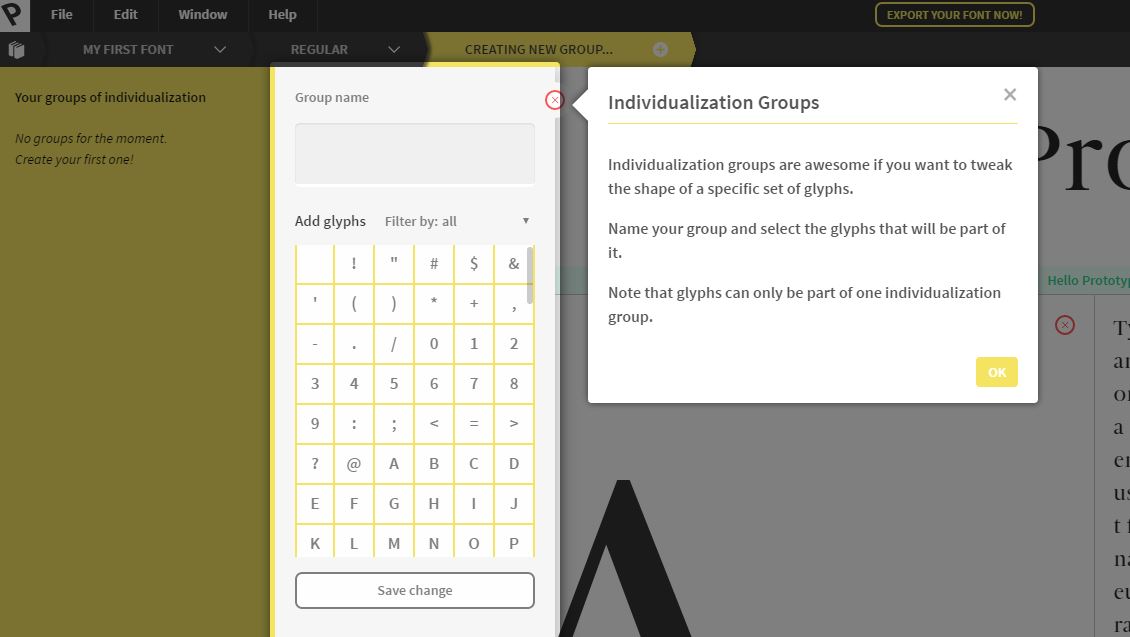 P
File Edit Window Help
EXPORT YOUR FONT NOW!
MY FIRST FONT REGULAR CREATING NEW GROUP...
Your groups of individualization
No groups for the moment.
Create your first one!
Group name
Add glyphs Filter by: all
! " # $ &
' ( ) * + ,
- . / 0 1 2
3 4 5 6 7 8
9 : ; < = >
? @ A B C D
E F G H I J
K L M N O P
Save change
Individualization Groups
Individualization groups are awesome if you want to tweak
the shape of a specific set of glyphs.
Name your group and select the glyphs that will be part of
it.
Note that glyphs can only be part of one individualization
group.
OK
Pro
Hello Prototyp
A
Ty
an
of
a
en
us
t f
na
eu
ra